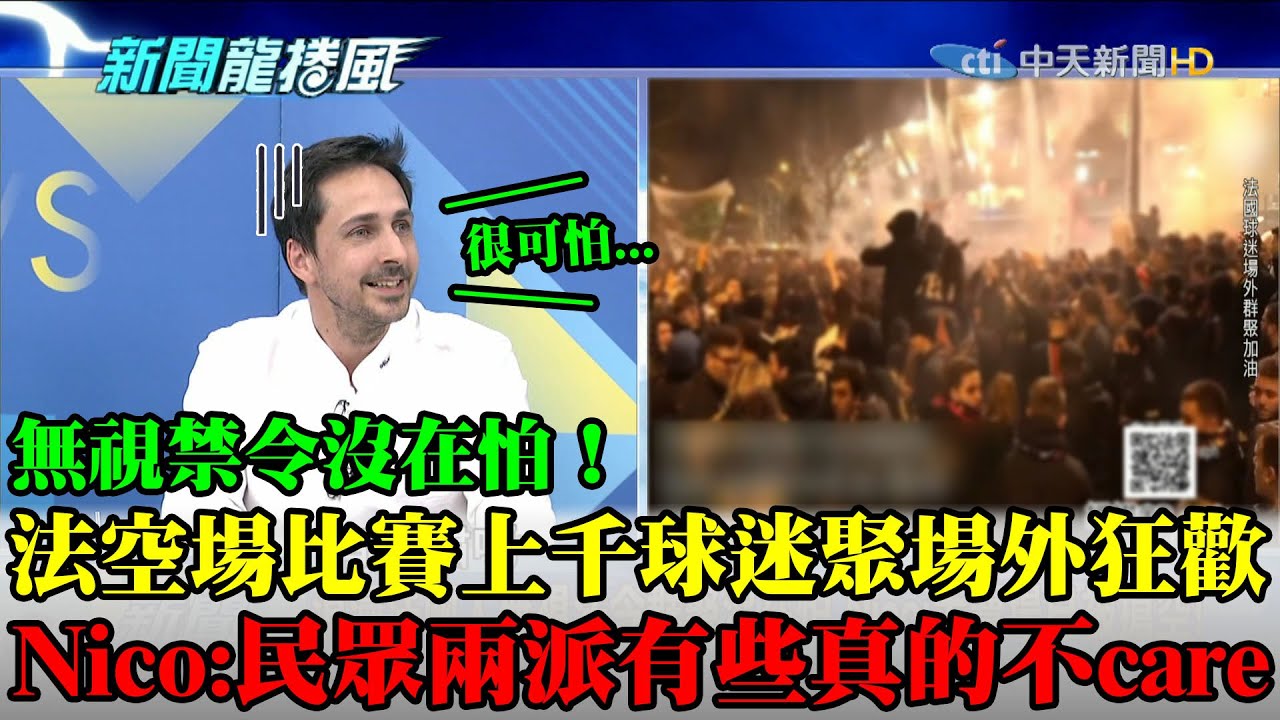 新聞龍捲風
cti 中天新聞HD
很可怕...
法國球迷場外群聚加油
無視禁令沒在怕！
法空場比賽上千球迷聚場外狂歡
Nico:民眾兩派有些真的不care